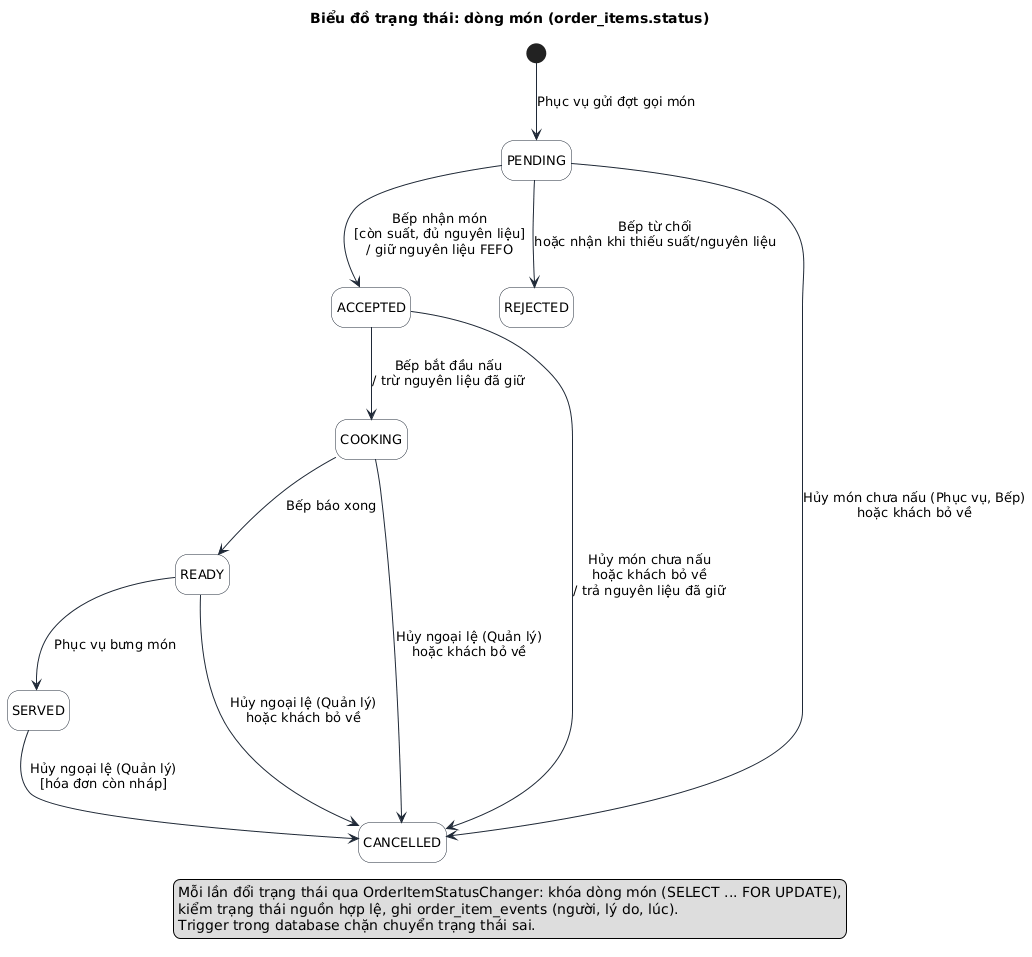 Biểu đồ trạng thái: dòng món (order_items.status)
Phục vụ gửi đợt gọi món
PENDING
Bếp nhận món
[còn suất, đủ nguyên liệu]
/ giữ nguyên liệu FEFO
Bếp từ chối
hoặc nhận khi thiếu suất/nguyên liệu
ACCEPTED
REJECTED
Bếp bắt đầu nấu
/ trừ nguyên liệu đã giữ
COOKING
Bếp báo xong
Hủy món chưa nấu (Phục vụ, Bếp)
hoặc khách bỏ về
READY
Hủy món chưa nấu
hoặc khách bỏ về
/ trả nguyên liệu đã giữ
Phục vụ bưng món
Hủy ngoại lệ (Quản lý)
hoặc khách bỏ về
SERVED
Hủy ngoại lệ (Quản lý)
hoặc khách bỏ về
Hủy ngoại lệ (Quản lý)
[hóa đơn còn nháp]
CANCELLED
Mỗi lần đổi trạng thái qua OrderItemStatusChanger: khóa dòng món (SELECT ... FOR UPDATE),
kiểm trạng thái nguồn hợp lệ, ghi order_item_events (người, lý do, lúc).
Trigger trong database chặn chuyển trạng thái sai.